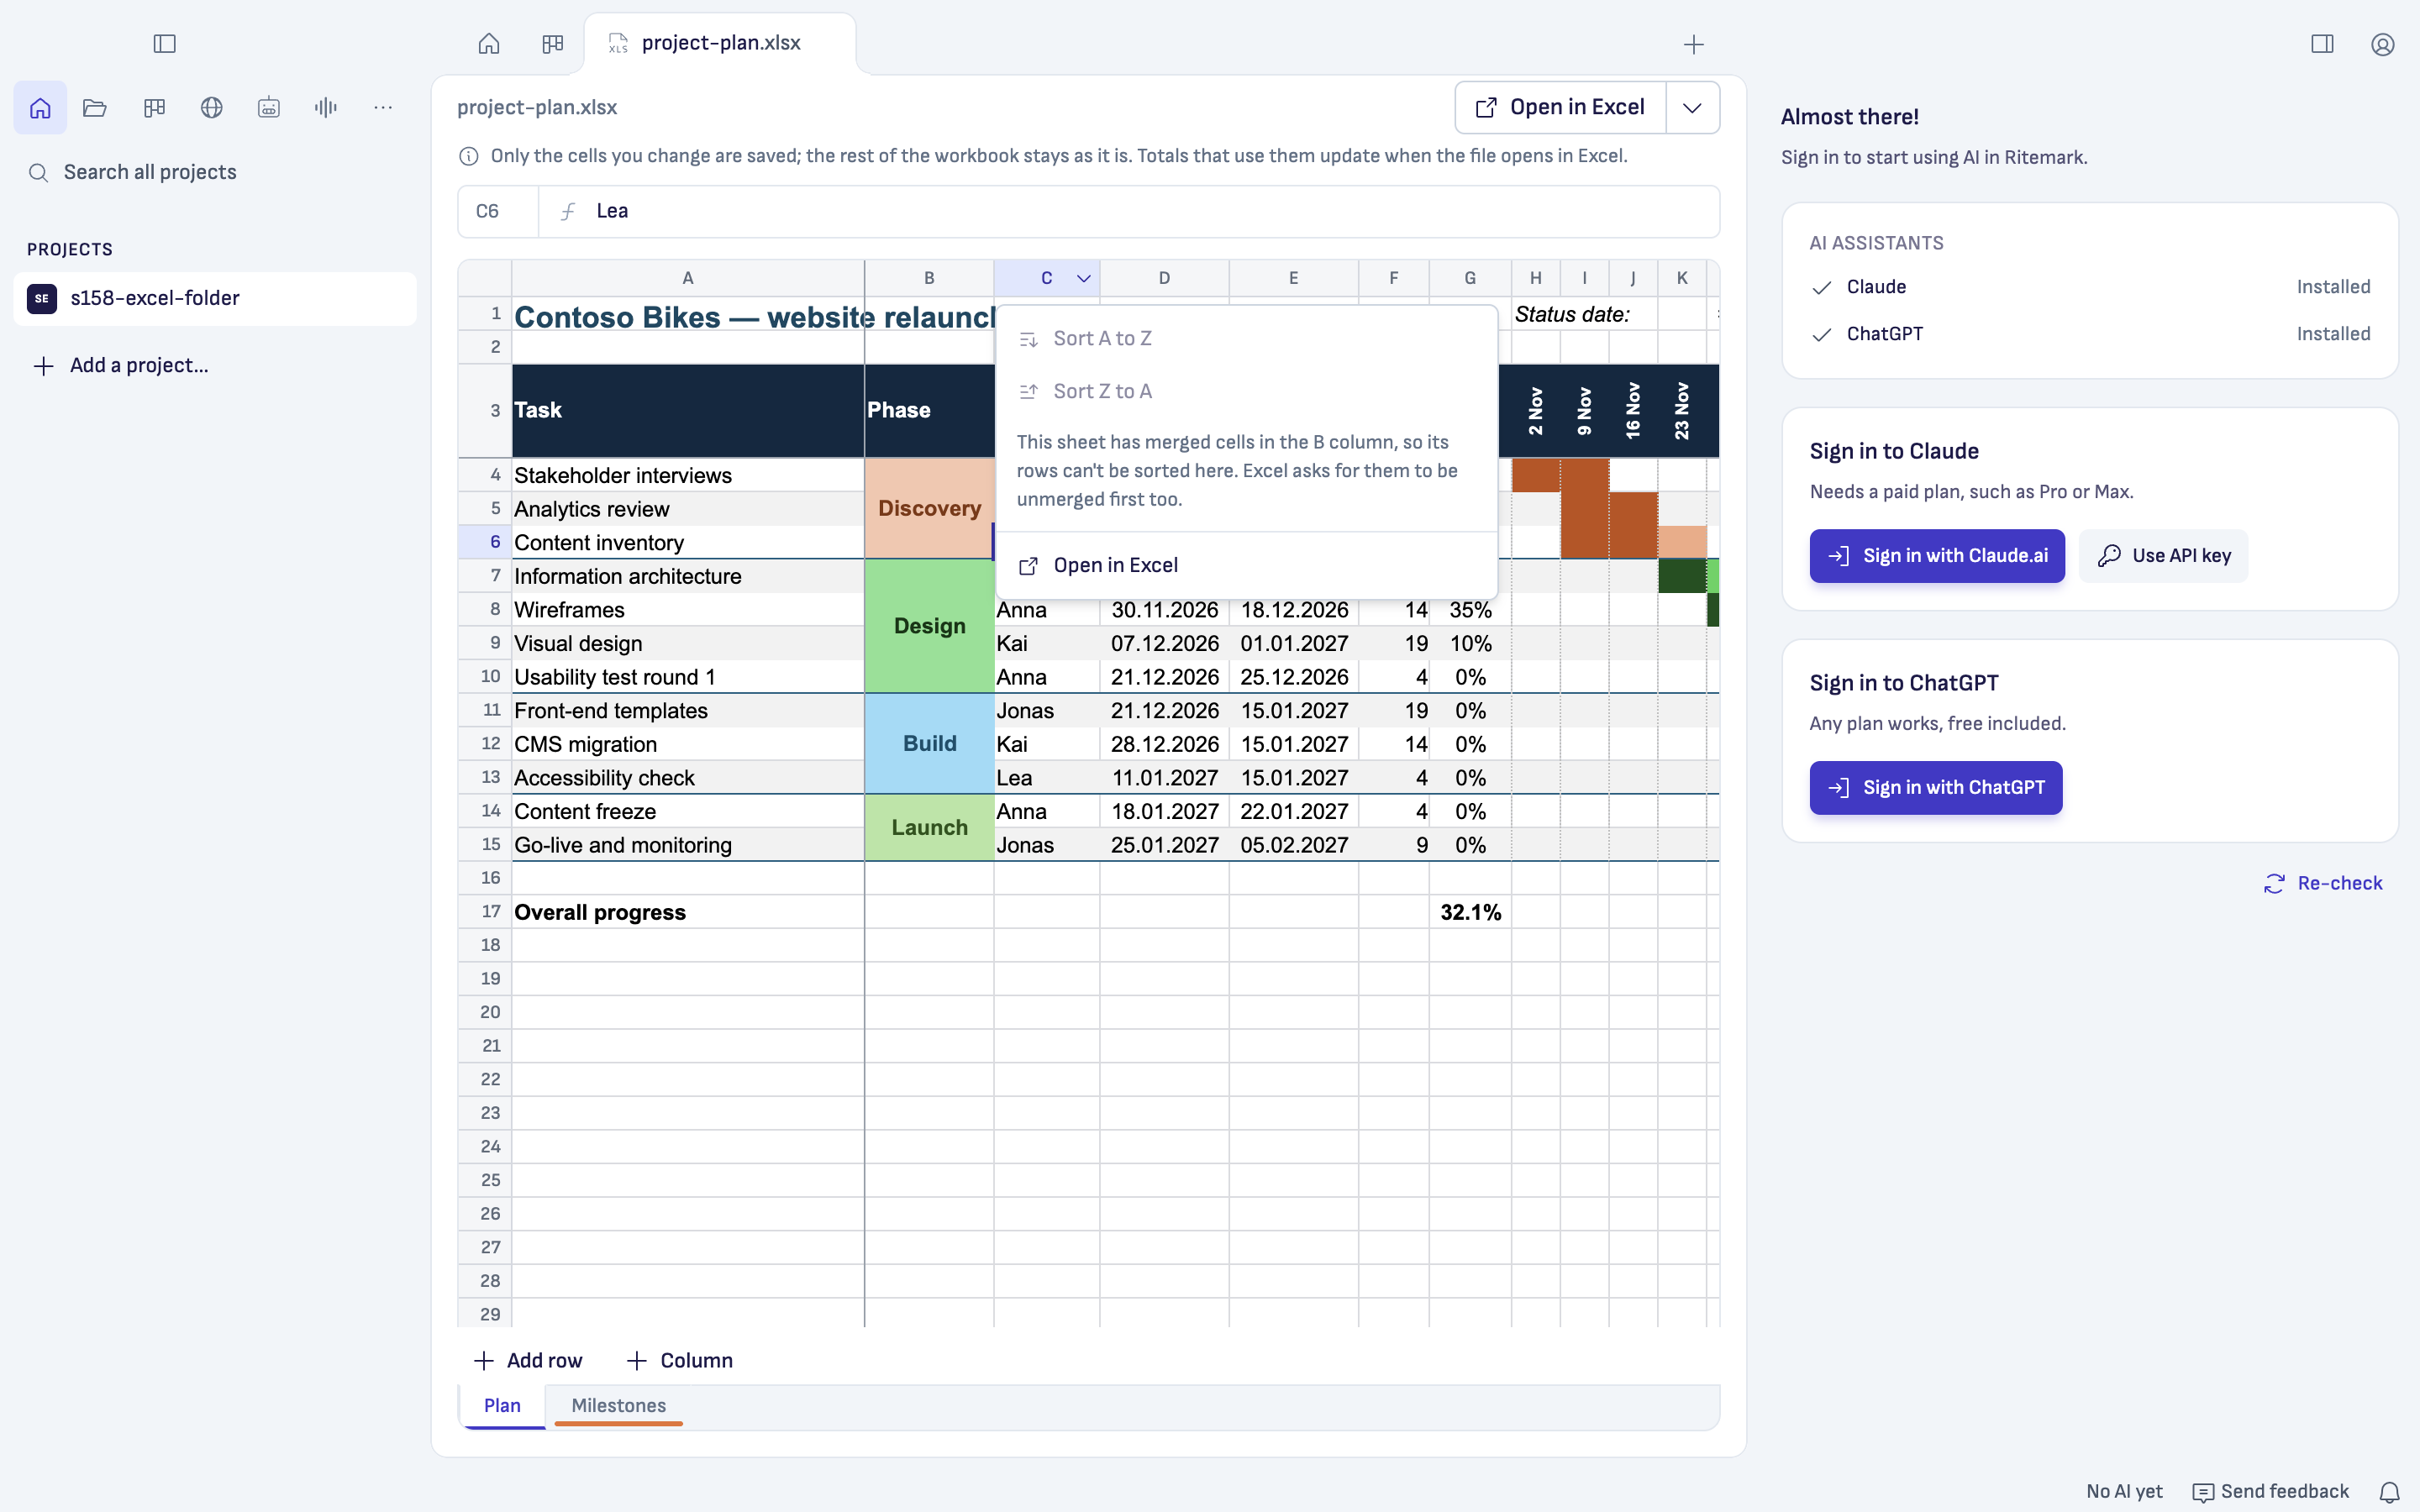 project-plan.xlsx
Search all projects
PROJECTS
SE s158-excel-folder
Add a project...
project-plan.xlsx
Open in Excel
Only the cells you change are saved; the rest of the workbook stays as it is. Totals that use them update when the file opens in Excel.
C6 Lea
A B C D E F G H I J K
1 Contoso Bikes — website relaunch Status date:
2
3 Task Phase 2 Nov 9 Nov 16 Nov 23 Nov
Sort A to Z
Sort Z to A
This sheet has merged cells in the B column, so its
rows can't be sorted here. Excel asks for them to be
unmerged first too.
Open in Excel
4 Stakeholder interviews
5 Analytics review Discovery
6 Content inventory
7 Information architecture
8 Wireframes Design Anna 30.11.2026 18.12.2026 14 35%
9 Visual design Kai 07.12.2026 01.01.2027 19 10%
10 Usability test round 1 Anna 21.12.2026 25.12.2026 4 0%
11 Front-end templates Jonas 21.12.2026 15.01.2027 19 0%
12 CMS migration Build Kai 28.12.2026 15.01.2027 14 0%
13 Accessibility check Lea 11.01.2027 15.01.2027 4 0%
14 Content freeze Launch Anna 18.01.2027 22.01.2027 4 0%
15 Go-live and monitoring Jonas 25.01.2027 05.02.2027 9 0%
16
17 Overall progress 32.1%
18
19
20
21
22
23
24
25
26
27
28
29
Add row Column
Plan Milestones
Almost there!
Sign in to start using AI in Ritemark.
AI ASSISTANTS
Claude Installed
ChatGPT Installed
Sign in to Claude
Needs a paid plan, such as Pro or Max.
Sign in with Claude.ai Use API key
Sign in to ChatGPT
Any plan works, free included.
Sign in with ChatGPT
Re-check
No AI yet Send feedback